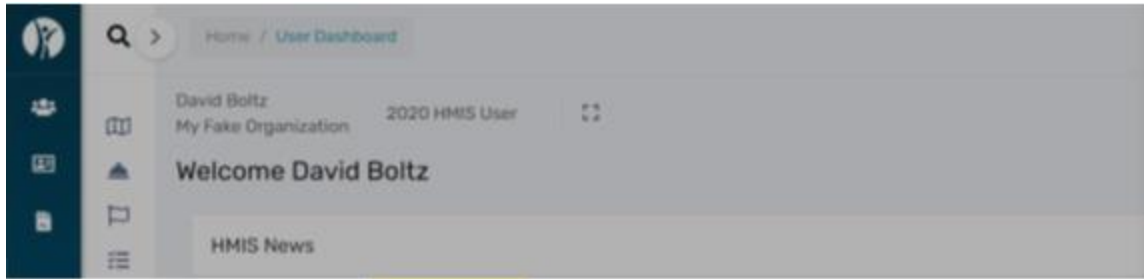 Home / User Dashboard
David Boltz
My Fake Organization
2020 HMIS User
Welcome David Boltz
HMIS News